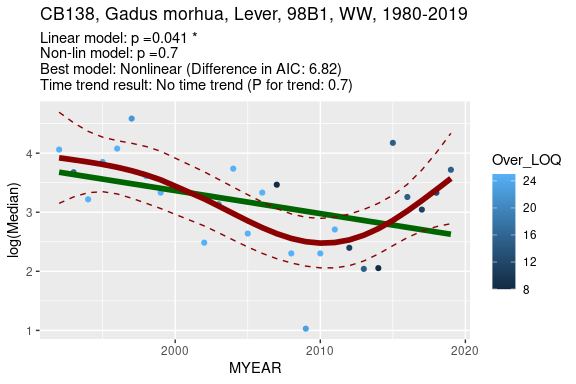 CB138, Gadus morhua, Lever, 98B1, WW, 1980-2019
Linear model: p =0.041 *
Non-lin model: p =0.7
Best model: Nonlinear (Difference in AIC: 6.82)
Time trend result: No time trend (P for trend: 0.7)
log(Median)
4
3
2
1
2000
2010
2020
MYEAR
Over_LOQ
24
20
16
12
8